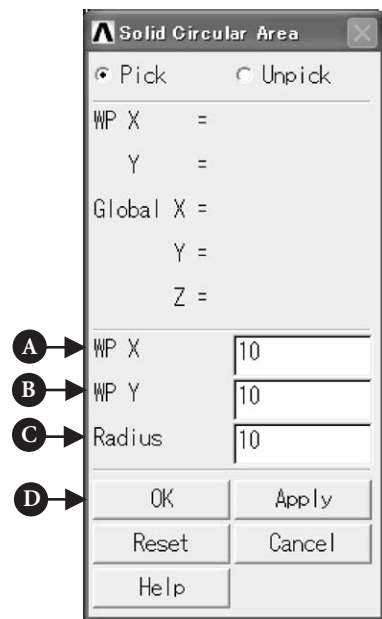 Solid Circular Area
Pick Unpick
WP X =
Y =
Global X =
Y =
Z =
A WP X 10
B WP Y 10
C Radius 10
D OK Apply
Reset Cancel
Help